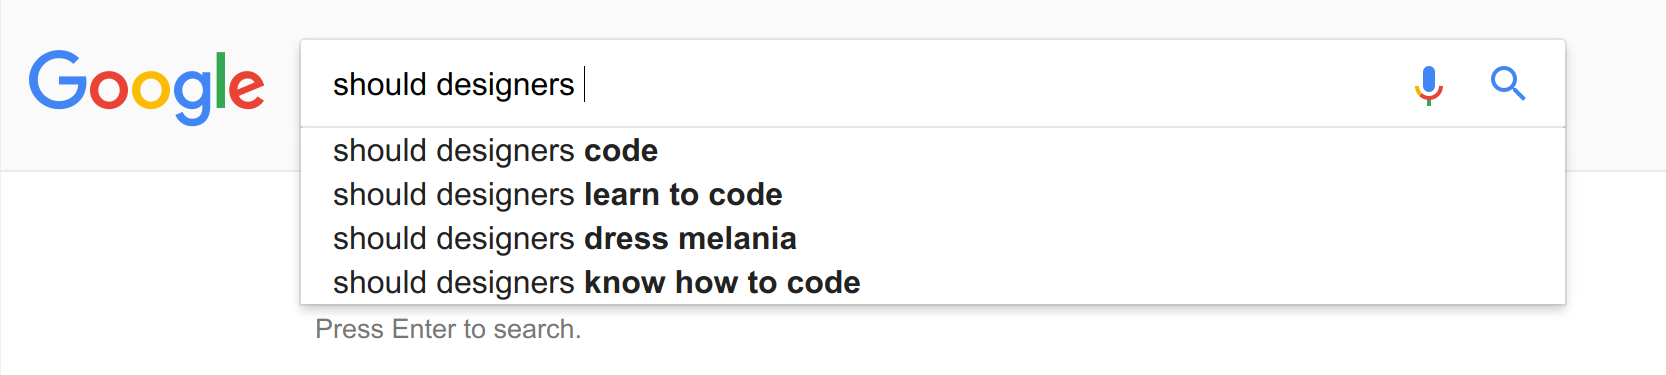 Google
should designers
should designers code
should designers learn to code
should designers dress melania
should designers know how to code
Press Enter to search.